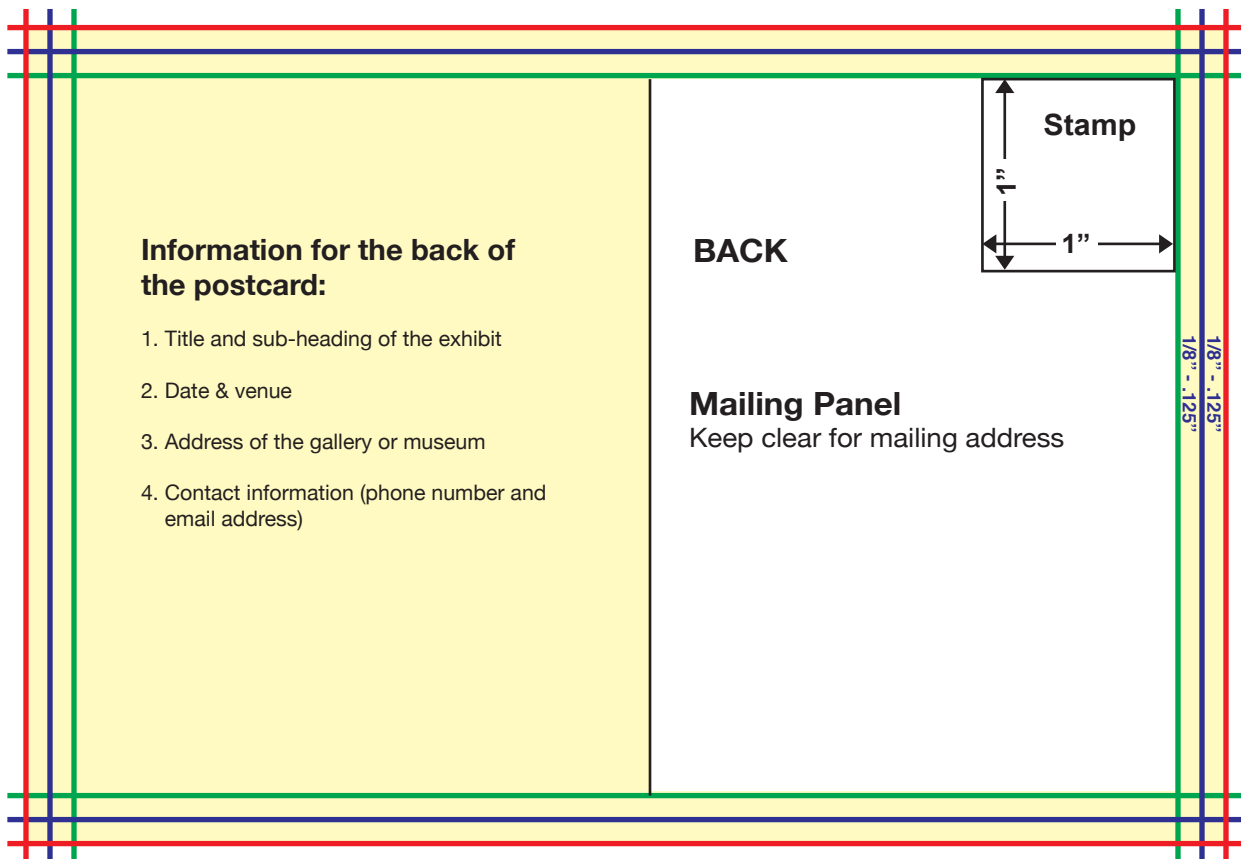 Information for the back of
the postcard:
1. Title and sub-heading of the exhibit
2. Date & venue
3. Address of the gallery or museum
4. Contact information (phone number and
email address)
BACK
Stamp
1”
1”
Mailing Panel
Keep clear for mailing address
1/8” - .125”
1/8” - .125”